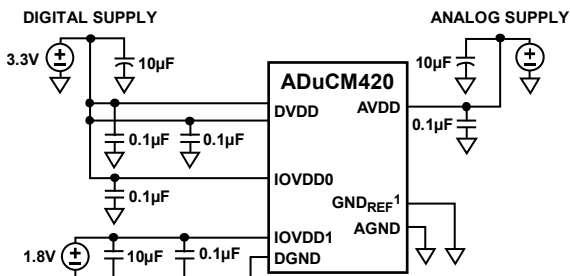 DIGITAL SUPPLY
ANALOG SUPPLY
3.3V
10µF
10µF
ADuCM420
DVDD
AVDD
0.1µF
0.1µF
0.1µF
IOVDD0
0.1µF
GNDREF1
AGND
IOVDD1
1.8V
10µF
0.1µF
DGND